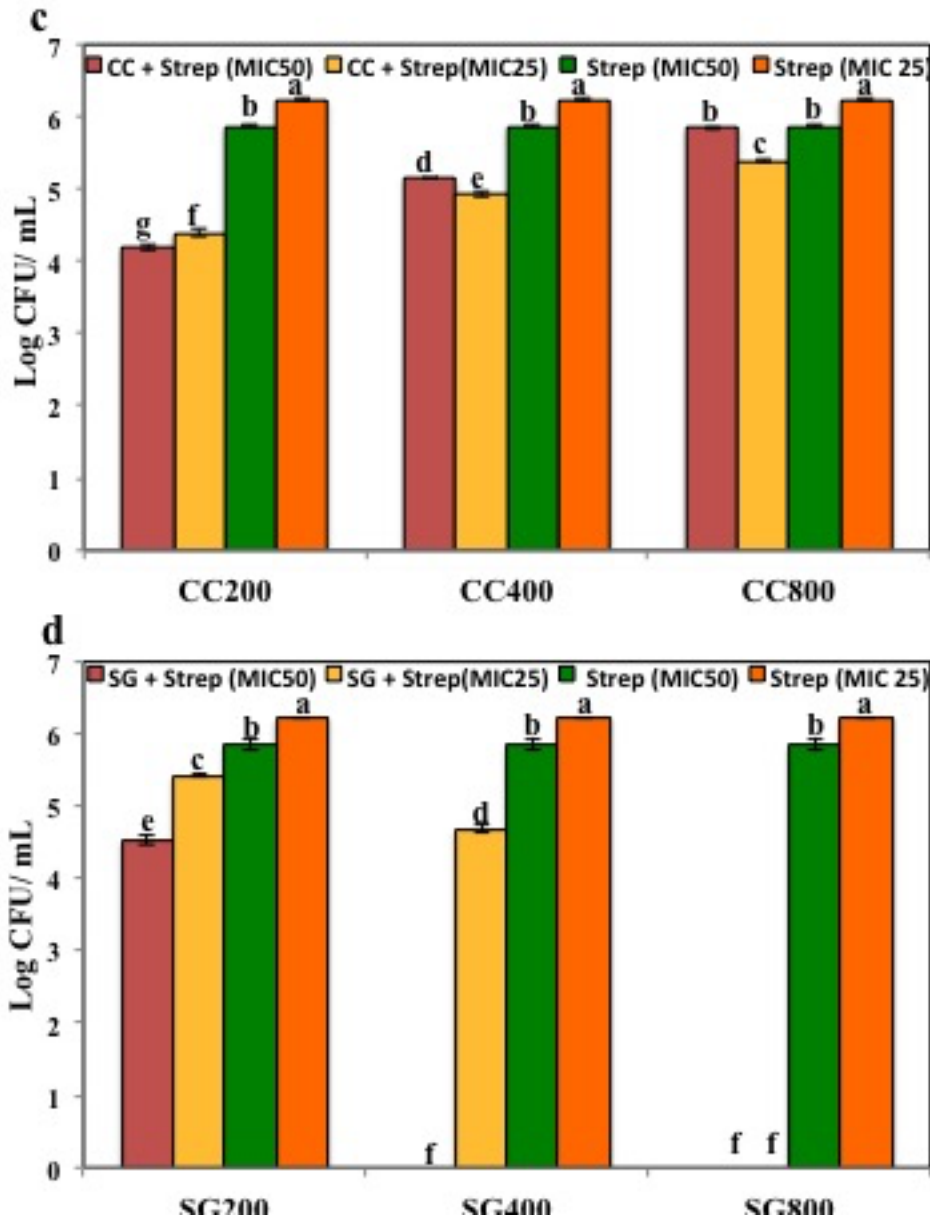 c
7
CC + Strep (MIC50) CC + Strep(MIC25) Strep (MIC50) Strep (MIC 25)
a a a
6 b b b b
c
d
5 e
g f
4
3
2
1
0
Log CFU/ mL
CC200 CC400 CC800
d
7
SG + Strep (MIC50) SG + Strep(MIC25) Strep (MIC50) Strep (MIC 25)
a a a
6 b b b
c
5
e d
4
3
2
1
f f f
0
Log CFU/ mL
SG200 SG400 SG800